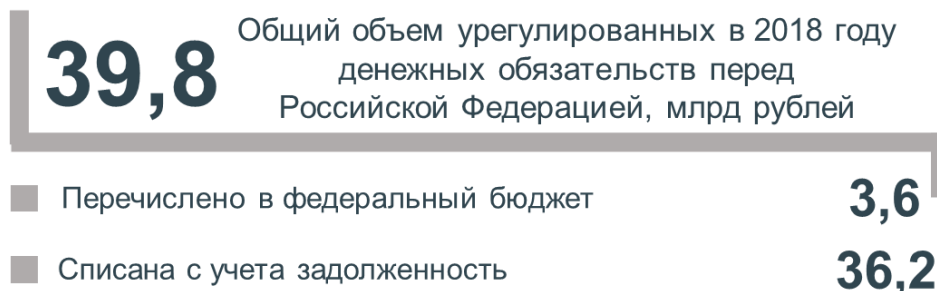 39,8
Общий объем урегулированных в 2018 году
денежных обязательств перед
Российской Федерацией, млрд рублей
Перечислено в федеральный бюджет 3,6
Списана с учета задолженность 36,2